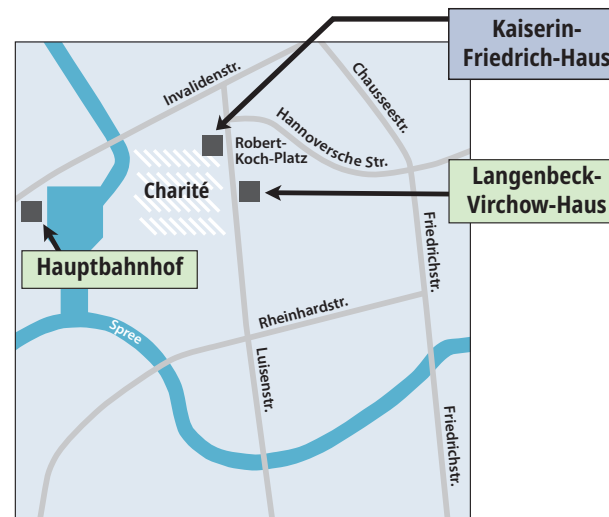 Kaiserin-
Friedrich-Haus
Invalidenstr.
Chausseestr.
Hannoversche Str.
Robert-
Koch-Platz
Charité
Langenbeck-
Virchow-Haus
Hauptbahnhof
Friedrichstr.
Rheinhardstr.
Spree
Luisenstr.
Friedrichstr.